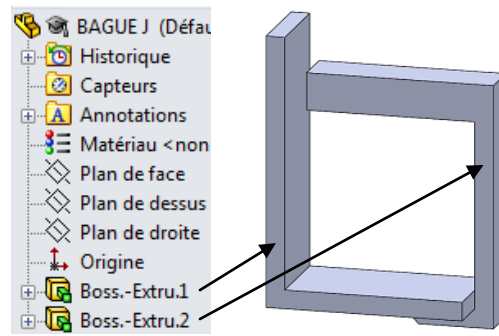 BAGUE J (Défau
Historique
Capteurs
A Annotations
Matériau <non
Plan de face
Plan de dessus
Plan de droite
Origine
Boss.-Extru.1
Boss.-Extru.2